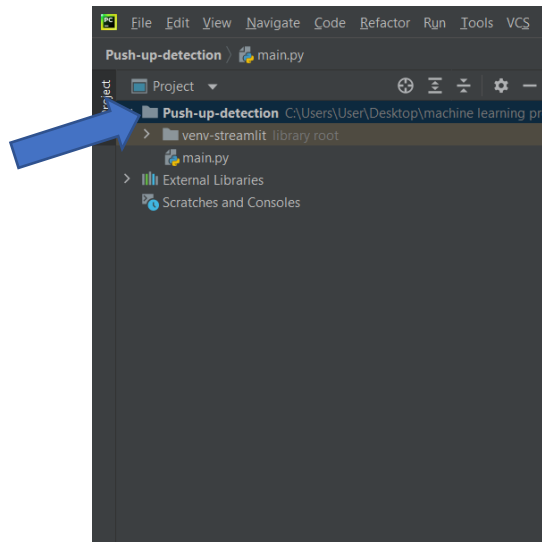 PC File Edit View Navigate Code Refactor Run Tools VCS
Push-up-detection main.py
Project
Project
Push-up-detection C:\Users\User\Desktop\machine learning pr
venv-streamlit library root
main.py
External Libraries
Scratches and Consoles